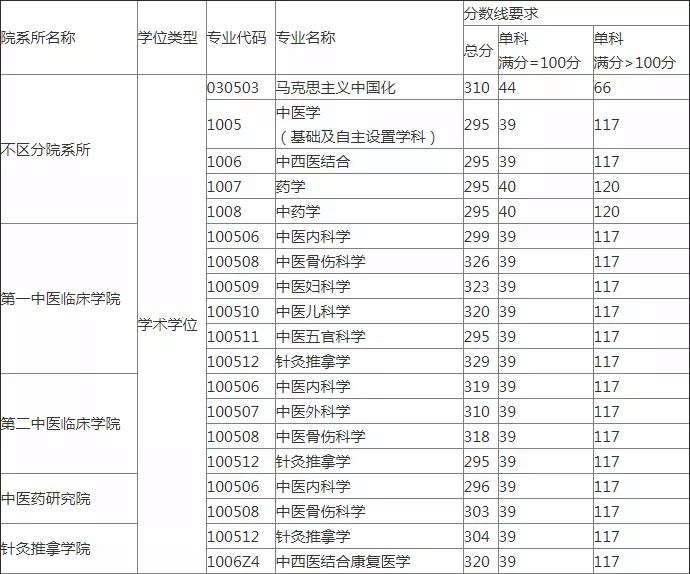 院系所名称 学位类型 专业代码 专业名称 分数线要求
总分 单科 满分=100分 单科 满分>100分
不区分院系所 学术学位 030503 马克思主义中国化 310 44 66
1005 中医学 295 39 117
（基础及自主设置学科）
1006 中西医结合 295 39 117
1007 药学 295 40 120
1008 中药学 295 40 120
第一中医临床学院 100506 中医内科学 299 39 117
100508 中医骨伤科学 326 39 117
100509 中医妇科学 323 39 117
100510 中医儿科学 320 39 117
100511 中医五官科学 295 39 117
100512 针灸推拿学 329 39 117
第二中医临床学院 100506 中医内科学 319 39 117
100507 中医外科学 310 39 117
100508 中医骨伤科学 318 39 117
100512 针灸推拿学 295 39 117
中医药研究院 100506 中医内科学 296 39 117
100508 中医骨伤科学 303 39 117
针灸推拿学院 100512 针灸推拿学 304 39 117
1006Z4 中西医结合康复医学 320 39 117